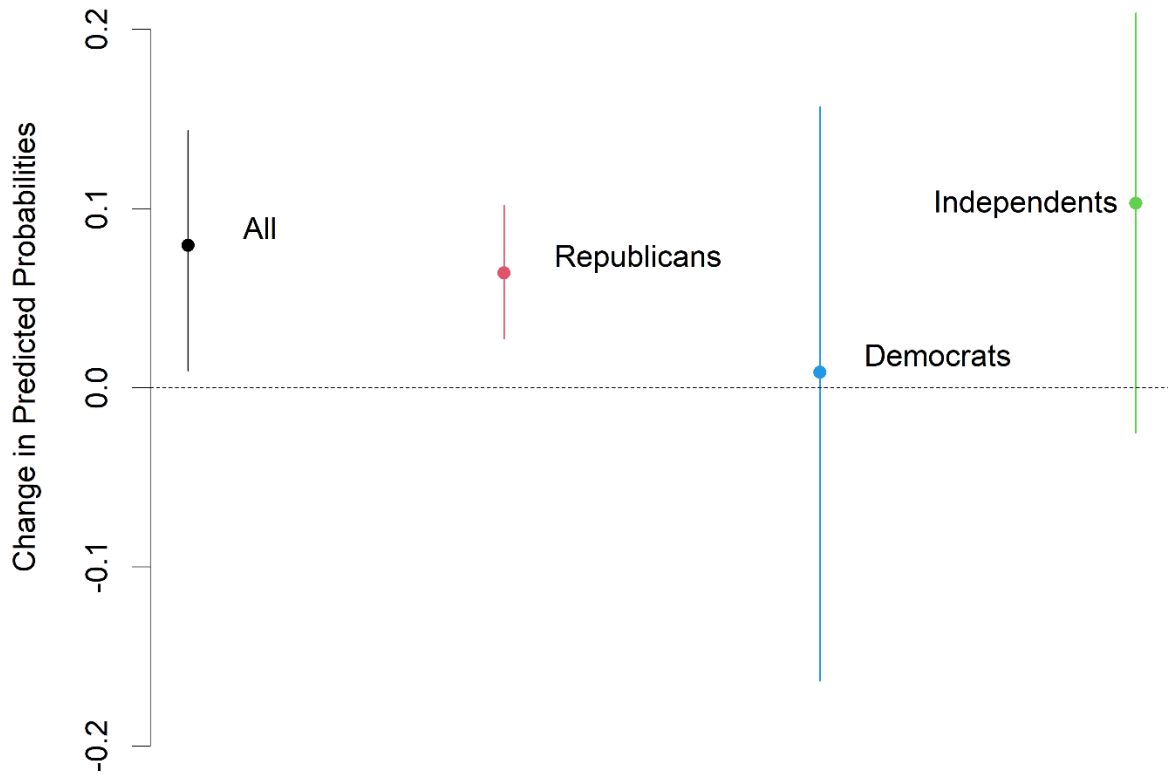 Change in Predicted Probabilities
0.2
0.1
0.0
-0.1
-0.2
All
Republicans
Democrats
Independents